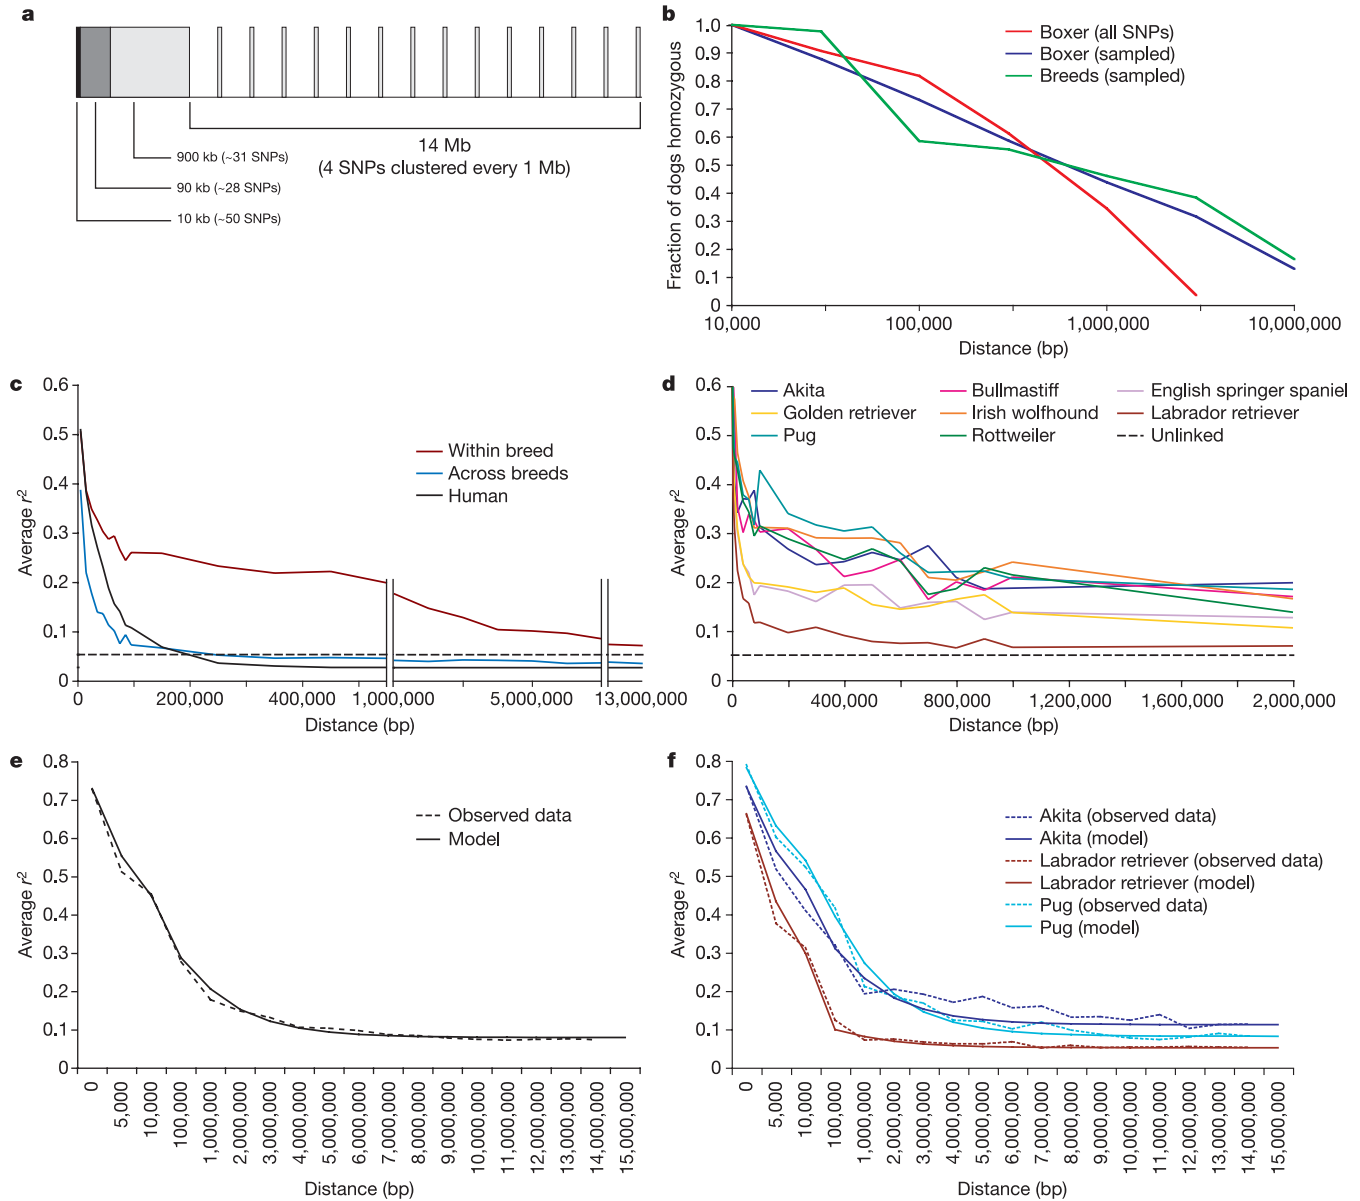 a
900 kb (~31 SNPs)
90 kb (~28 SNPs)
10 kb (~50 SNPs)
14 Mb
(4 SNPs clustered every 1 Mb)
b
Boxer (all SNPs)
Boxer (sampled)
Breeds (sampled)
Fraction of dogs homozygous
1.0
0.9
0.8
0.7
0.6
0.5
0.4
0.3
0.2
0.1
0
10,000 100,000 1,000,000 10,000,000
Distance (bp)
c
Within breed
Across breeds
Human
Average r²
0.6
0.5
0.4
0.3
0.2
0.1
0
0 200,000 400,000 1,000,000 5,000,000 13,000,000
Distance (bp)
d
Akita Bullmastiff English springer spaniel
Golden retriever Irish wolfhound Labrador retriever
Pug Rottweiler Unlinked
Average r²
0.6
0.5
0.4
0.3
0.2
0.1
0
0 400,000 800,000 1,200,000 1,600,000 2,000,000
Distance (bp)
e
Observed data
Model
Average r²
0.8
0.7
0.6
0.5
0.4
0.3
0.2
0.1
0
0 5,000 10,000 100,000 1,000,000 2,000,000 3,000,000 4,000,000 5,000,000 6,000,000 7,000,000 8,000,000 9,000,000 10,000,000 11,000,000 12,000,000 13,000,000 14,000,000 15,000,000
Distance (bp)
f
Akita (observed data)
Akita (model)
Labrador retriever (observed data)
Labrador retriever (model)
Pug (observed data)
Pug (model)
Average r²
0.8
0.7
0.6
0.5
0.4
0.3
0.2
0.1
0
0 5,000 10,000 100,000 1,000,000 2,000,000 3,000,000 4,000,000 5,000,000 6,000,000 7,000,000 8,000,000 9,000,000 10,000,000 11,000,000 12,000,000 13,000,000 14,000,000 15,000,000
Distance (bp)